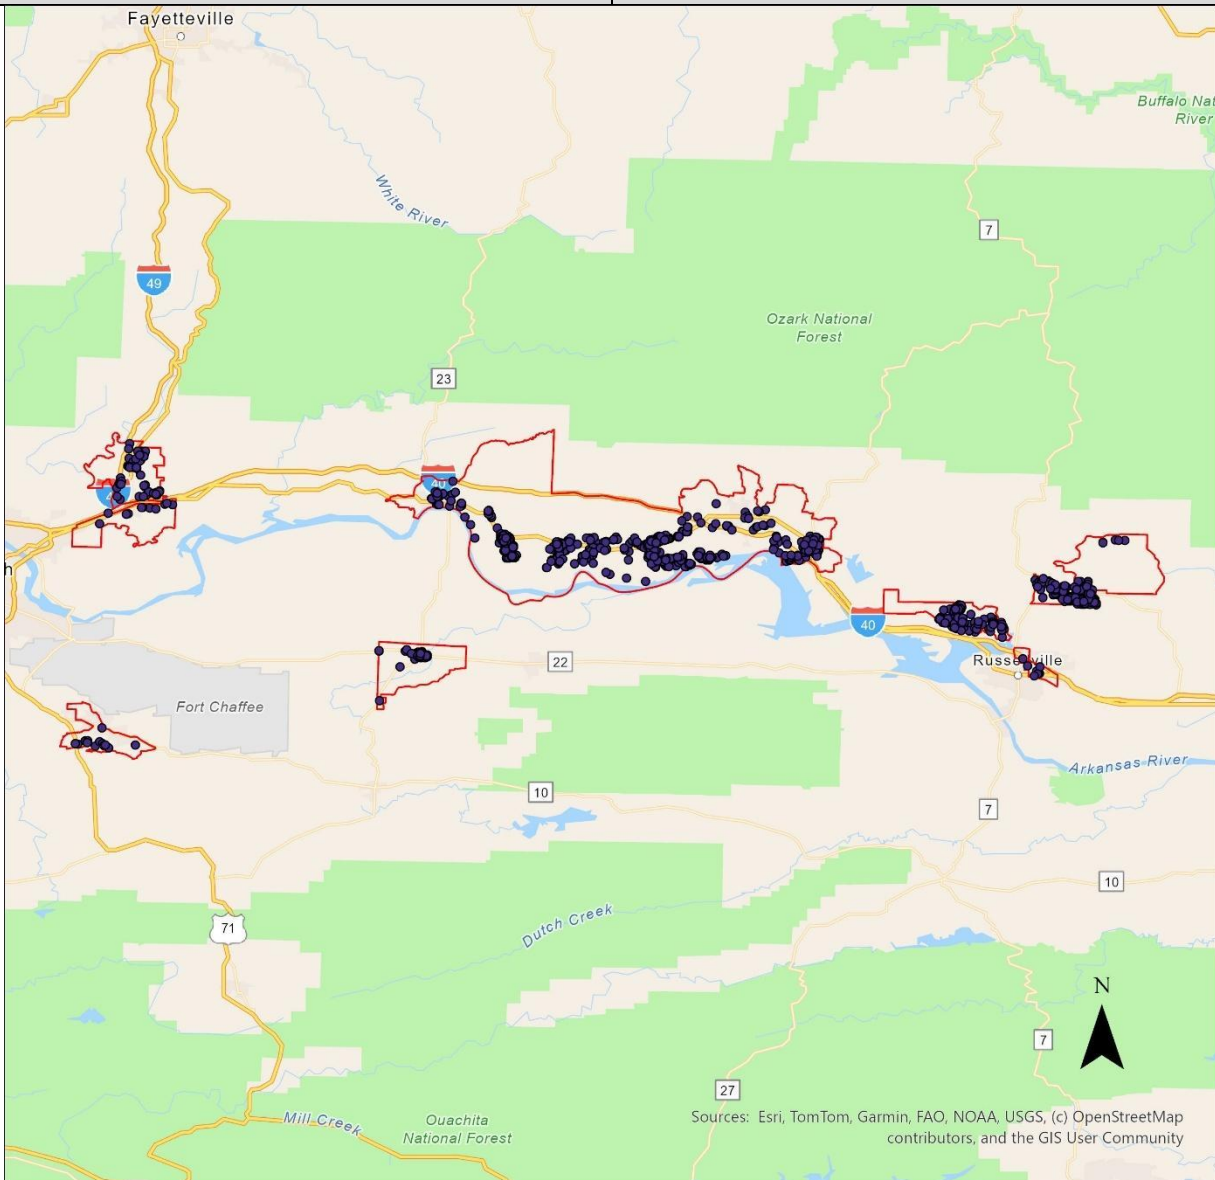 Fayetteville
Buffalo Nat
River
White River
7
49
Ozark National
Forest
23
40
h
40
22
Russellville
Fort Chaffee
Arkansas River
10
7
10
71
Dutch Creek
N
7
27
Mill Creek
Ouachita
National Forest
Sources: Esri, TomTom, Garmin, FAO, NOAA, USGS, (c) OpenStreetMap
contributors, and the GIS User Community